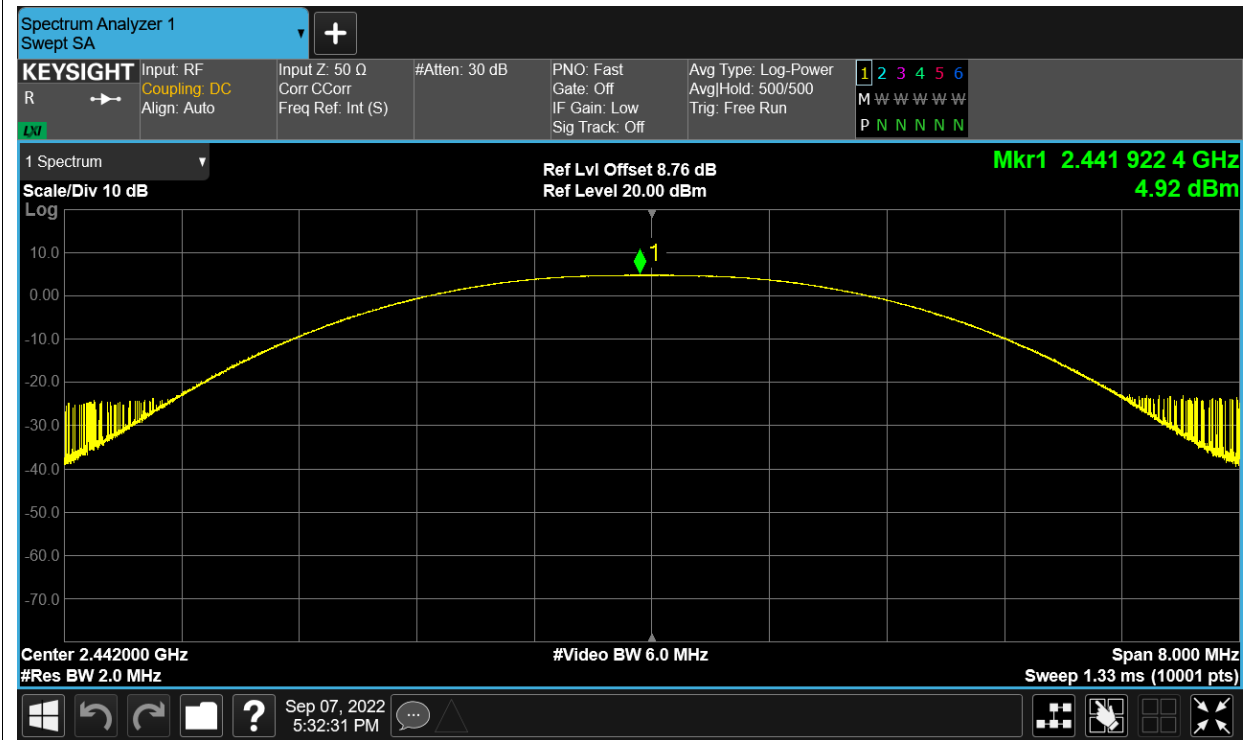 Spectrum Analyzer 1
Swept SA
KEYSIGHT
R
LXI
Input: RF
Coupling: DC
Align: Auto
Input Z: 50 Ω
Corr CCorr
Freq Ref: Int (S)
#Atten: 30 dB
PNO: Fast
Gate: Off
IF Gain: Low
Sig Track: Off
Avg Type: Log-Power
Avg|Hold: 500/500
Trig: Free Run
1 2 3 4 5 6
M W W W W W
P N N N N N
1 Spectrum
Scale/Div 10 dB
Log
Ref Lvl Offset 8.76 dB
Ref Level 20.00 dBm
Mkr1 2.441 922 4 GHz
4.92 dBm
1
10.0
0.00
-10.0
-20.0
-30.0
-40.0
-50.0
-60.0
-70.0
Center 2.442000 GHz
#Res BW 2.0 MHz
#Video BW 6.0 MHz
Span 8.000 MHz
Sweep 1.33 ms (10001 pts)
?
Sep 07, 2022
5:32:31 PM